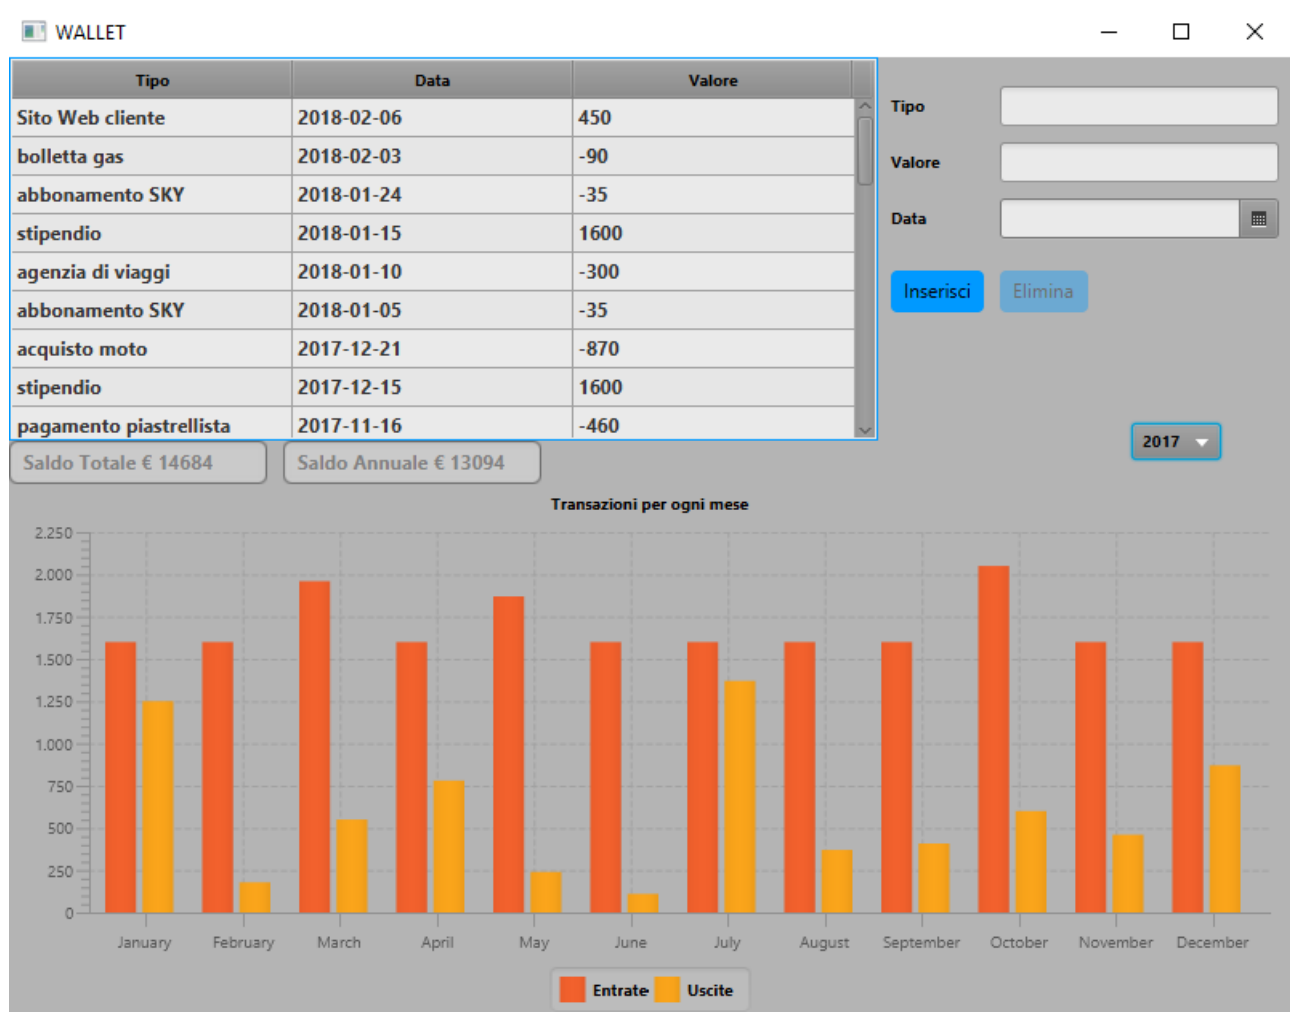 WALLET
Tipo Data Valore
Sito Web cliente 2018-02-06 450
bolletta gas 2018-02-03 -90
abbonamento SKY 2018-01-24 -35
stipendio 2018-01-15 1600
agenzia di viaggi 2018-01-10 -300
abbonamento SKY 2018-01-05 -35
acquisto moto 2017-12-21 -870
stipendio 2017-12-15 1600
pagamento piastrellista 2017-11-16 -460
Tipo
Valore
Data
Inserisci Elimina
2017
Saldo Totale € 14684 Saldo Annuale € 13094
Transazioni per ogni mese
2.250
2.000
1.750
1.500
1.250
1.000
750
500
250
0
January February March April May June July August September October November December
Entrate Uscite